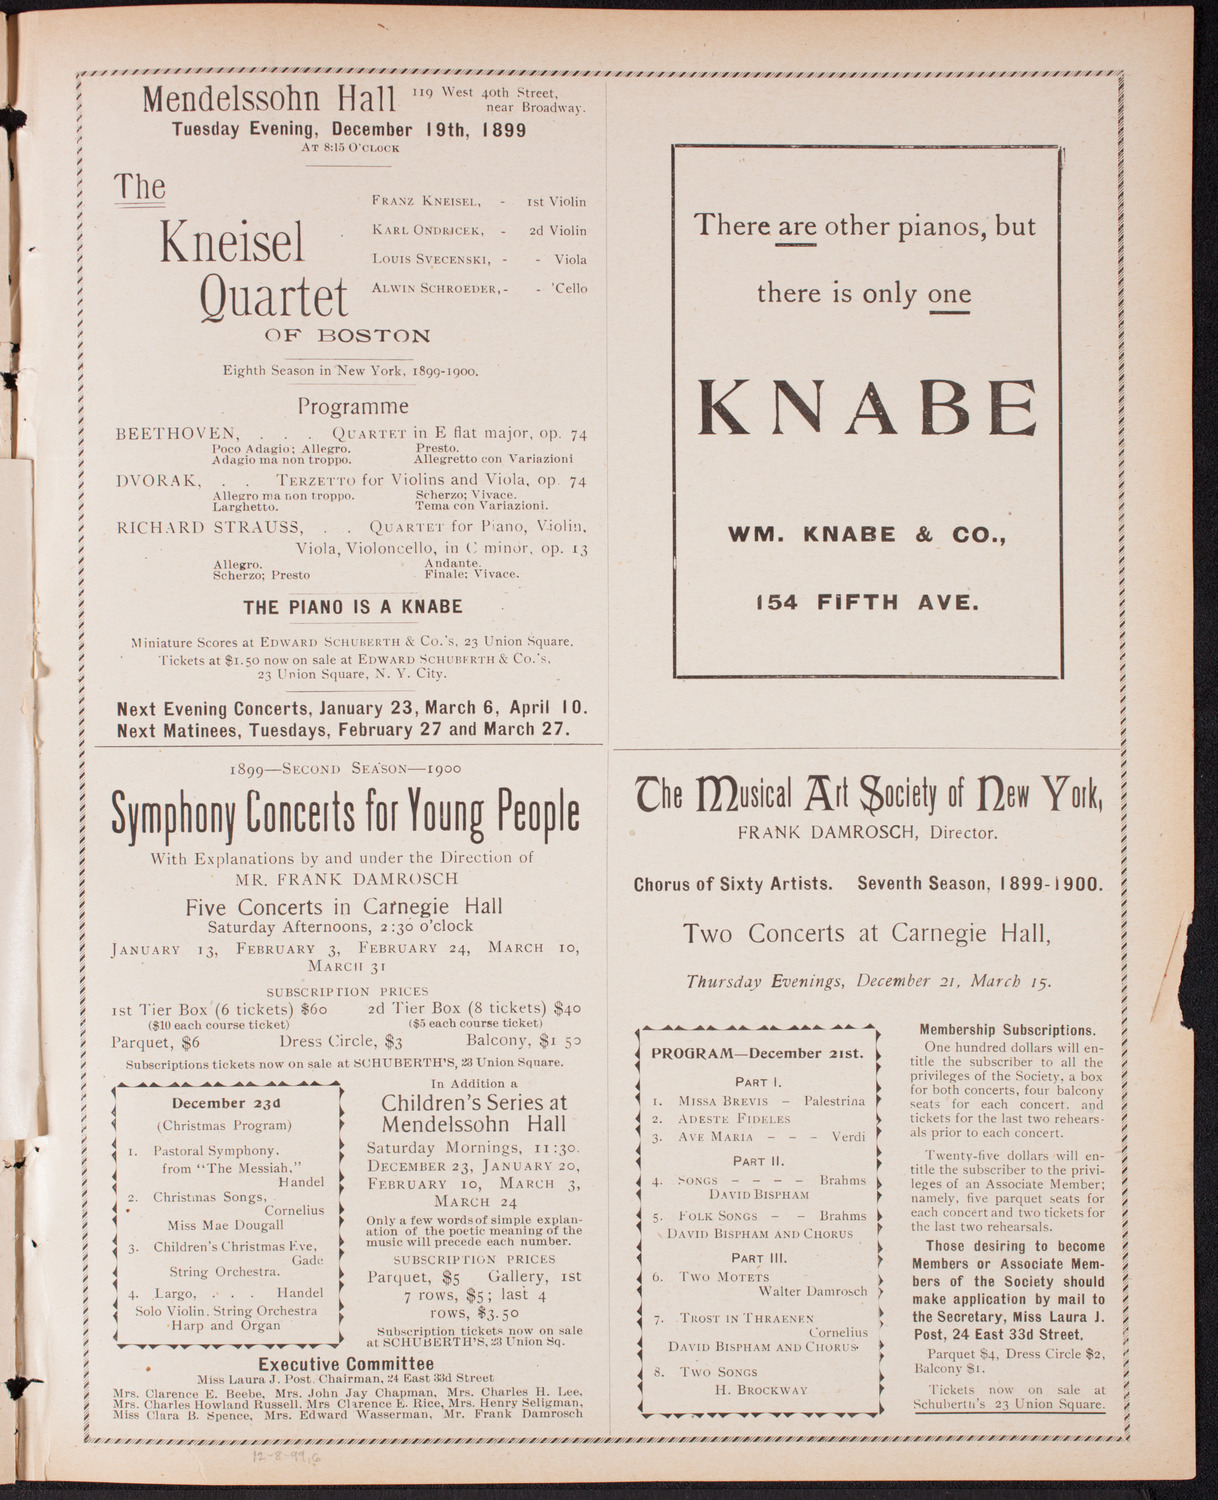 Mendelssohn Hall 119 West 40th Street,
near Broadway.
Tuesday Evening, December 19th, 1899
AT 8:15 O'CLOCK
The
Kneisel
Quartet
OF BOSTON
FRANZ KNEISEL, - 1st Violin
KARL ONDRICEK, - 2d Violin
LOUIS SVECENSKI, - - Viola
ALWIN SCHROEDER, - - 'Cello
Eighth Season in New York, 1899-1900.
Programme
BEETHOVEN, . . . QUARTET in E flat major, op. 74
Poco Adagio; Allegro. Presto.
Adagio ma non troppo. Allegretto con Variazioni
DVORAK, . . TERZETTO for Violins and Viola, op. 74
Allegro ma non troppo. Scherzo; Vivace.
Larghetto. Tema con Variazioni.
RICHARD STRAUSS, . . QUARTET for Piano, Violin,
Viola, Violoncello, in C minor, op. 13
Allegro. Andante.
Scherzo; Presto Finale; Vivace.
THE PIANO IS A KNABE
Miniature Scores at EDWARD SCHUBERTH & Co.'s, 23 Union Square.
Tickets at $1.50 now on sale at EDWARD SCHUBERTH & Co.'s,
23 Union Square, N. Y. City.
Next Evening Concerts, January 23, March 6, April 10.
Next Matinees, Tuesdays, February 27 and March 27.
There are other pianos, but
there is only one
KNABE
WM. KNABE & CO.,
154 FIFTH AVE.
1899—SECOND SEASON—1900
Symphony Concerts for Young People
With Explanations by and under the Direction of
MR. FRANK DAMROSCH
Five Concerts in Carnegie Hall
Saturday Afternoons, 2:30 o'clock
JANUARY 13, FEBRUARY 3, FEBRUARY 24, MARCH 10,
MARCH 31
SUBSCRIPTION PRICES
1st Tier Box (6 tickets) $60 2d Tier Box (8 tickets) $40
($10 each course ticket) ($5 each course ticket)
Parquet, $6 Dress Circle, $3 Balcony, $1 50
Subscriptions tickets now on sale at SCHUBERTH'S, 23 Union Square.
December 23d
(Christmas Program)
1. Pastoral Symphony,
from "The Messiah,"
Handel
2. Christmas Songs,
Cornelius
Miss Mae Dougall
3. Children's Christmas Eve,
Gade
String Orchestra.
4. Largo, . . . Handel
Solo Violin, String Orchestra
Harp and Organ
In Addition a
Children's Series at
Mendelssohn Hall
Saturday Mornings, 11:30.
DECEMBER 23, JANUARY 20,
FEBRUARY 10, MARCH 3,
MARCH 24
Only a few words of simple explan-
ation of the poetic meaning of the
music will precede each number.
SUBSCRIPTION PRICES
Parquet, $5 Gallery, 1st
7 rows, $5; last 4
rows, $3.50
Subscription tickets now on sale
at SCHUBERTH'S, 23 Union Sq.
Executive Committee
Miss Laura J. Post, Chairman, 24 East 33d Street
Mrs. Clarence E. Beebe, Mrs. John Jay Chapman, Mrs. Charles H. Lee,
Mrs. Charles Howland Russell, Mrs Clarence E. Rice, Mrs. Henry Seligman,
Miss Clara B. Spence, Mrs. Edward Wasserman, Mr. Frank Damrosch
The Musical Art Society of New York,
FRANK DAMROSCH, Director.
Chorus of Sixty Artists. Seventh Season, 1899-1900.
Two Concerts at Carnegie Hall,
Thursday Evenings, December 21, March 15.
PROGRAM—December 21st.
PART I.
1. MISSA BREVIS – Palestrina
2. ADESTE FIDELES
3. AVE MARIA – – – Verdi
PART II.
4. SONGS – – – – Brahms
DAVID BISPHAM
5. FOLK SONGS – – Brahms
DAVID BISPHAM AND CHORUS
PART III.
6. TWO MOTETS
Walter Damrosch
7. TROST IN THRAENEN
Cornelius
DAVID BISPHAM AND CHORUS
8. TWO SONGS
H. BROCKWAY
Membership Subscriptions.
One hundred dollars will en-
title the subscriber to all the
privileges of the Society, a box
for both concerts, four balcony
seats for each concert, and
tickets for the last two rehears-
als prior to each concert.
Twenty-five dollars will en-
title the subscriber to the privi-
leges of an Associate Member;
namely, five parquet seats for
each concert and two tickets for
the last two rehearsals.
Those desiring to become
Members or Associate Mem-
bers of the Society should
make application by mail to
the Secretary, Miss Laura J.
Post, 24 East 33d Street.
Parquet $4, Dress Circle $2,
Balcony $1.
Tickets now on sale at
Schuberth's 23 Union Square.
12-8-99,6